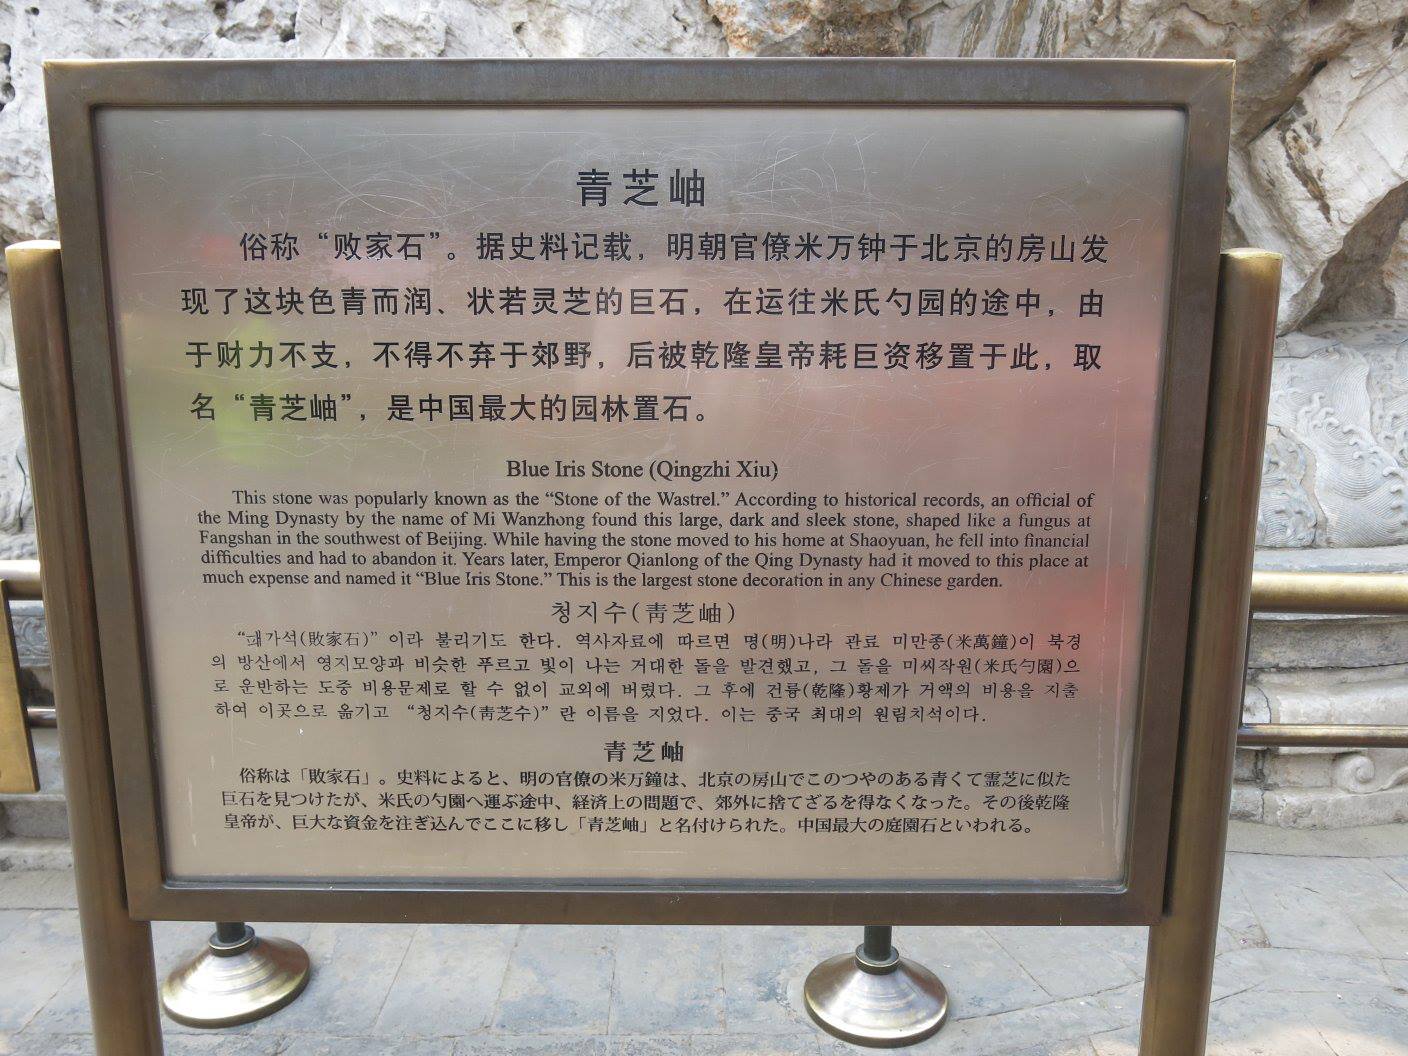 青芝岫
俗称“败家石”。据史料记载，明朝官僚米万钟于北京的房山发
现了这块色青而润、状若灵芝的巨石，在运往米氏勺园的途中，由
于财力不支，不得不弃于郊野，后被乾隆皇帝耗巨资移置于此，取
名“青芝岫”，是中国最大的园林置石。
Blue Iris Stone (Qingzhi Xiu)
This stone was popularly known as the “Stone of the Wastrel.” According to historical records, an official of
the Ming Dynasty by the name of Mi Wanzhong found this large, dark and sleek stone, shaped like a fungus at
Fangshan in the southwest of Beijing. While having the stone moved to his home at Shaoyuan, he fell into financial
difficulties and had to abandon it. Years later, Emperor Qianlong of the Qing Dynasty had it moved to this place at
much expense and named it “Blue Iris Stone.” This is the largest stone decoration in any Chinese garden.
청지수(靑芝岫)
“패가석(敗家石)” 이라 불리기도 한다. 역사자료에 따르면 명(明)나라 관료 미만종(米萬鐘)이 북경
의 방산에서 영지모양과 비슷한 푸르고 빛이 나는 거대한 돌을 발견했고, 그 돌을 미씨작원(米氏勺園)으
로 운반하는 도중 비용문제로 할 수 없이 교외에 버렸다. 그 후에 건륭(乾隆)황제가 거액의 비용을 지출
하여 이곳으로 옮기고 “청지수(靑芝수)” 란 이름을 지었다. 이는 중국 최대의 원림치석이다.
青芝岫
俗称は「敗家石」。史料によると、明の官僚の米万鐘は、北京の房山でこのつやのある青くて霊芝に似た
巨石を見つけたが、米氏の勺園へ運ぶ途中、経済上の問題で、郊外に捨てざるを得なくなった。その後乾隆
皇帝が、巨大な資金を注ぎ込んでここに移し「青芝岫」と名付けられた。中国最大の庭園石といわれる。